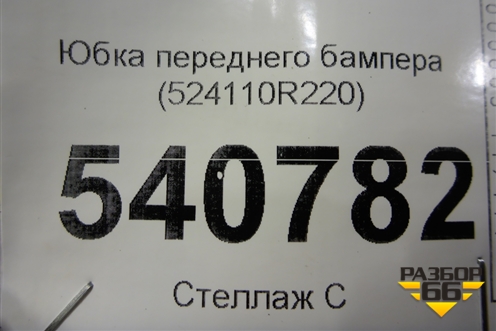 Юбка переднего бампера
(524110R220)
540782
Стеллаж С
РАЗБОР
66